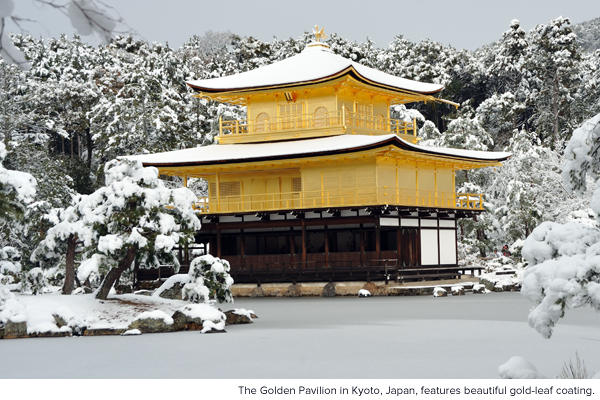 The Golden Pavilion in Kyoto, Japan, features beautiful gold-leaf coating.